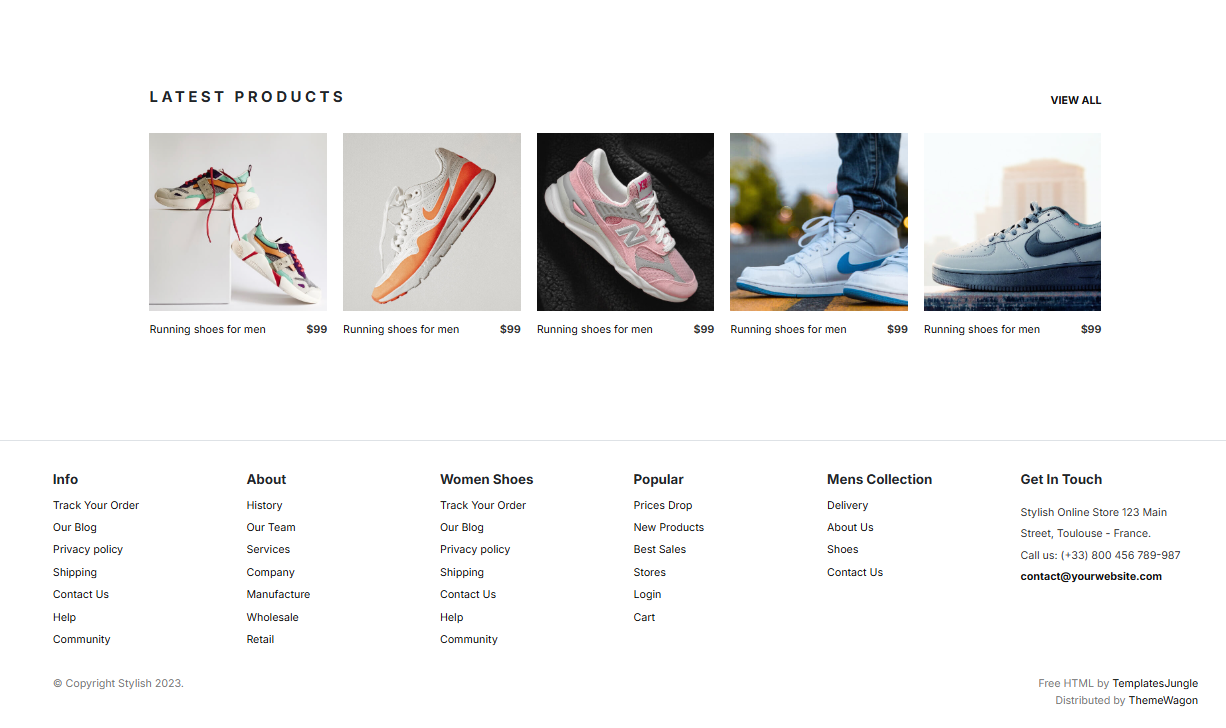 LATEST PRODUCTS
VIEW ALL
Running shoes for men $99
Running shoes for men $99
Running shoes for men $99
Running shoes for men $99
Running shoes for men $99
Info
Track Your Order
Our Blog
Privacy policy
Shipping
Contact Us
Help
Community
About
History
Our Team
Services
Company
Manufacture
Wholesale
Retail
Women Shoes
Track Your Order
Our Blog
Privacy policy
Shipping
Contact Us
Help
Community
Popular
Prices Drop
New Products
Best Sales
Stores
Login
Cart
Mens Collection
Delivery
About Us
Shoes
Contact Us
Get In Touch
Stylish Online Store 123 Main
Street, Toulouse - France.
Call us: (+33) 800 456 789-987
contact@yourwebsite.com
© Copyright Stylish 2023.
Free HTML by TemplatesJungle
Distributed by ThemeWagon